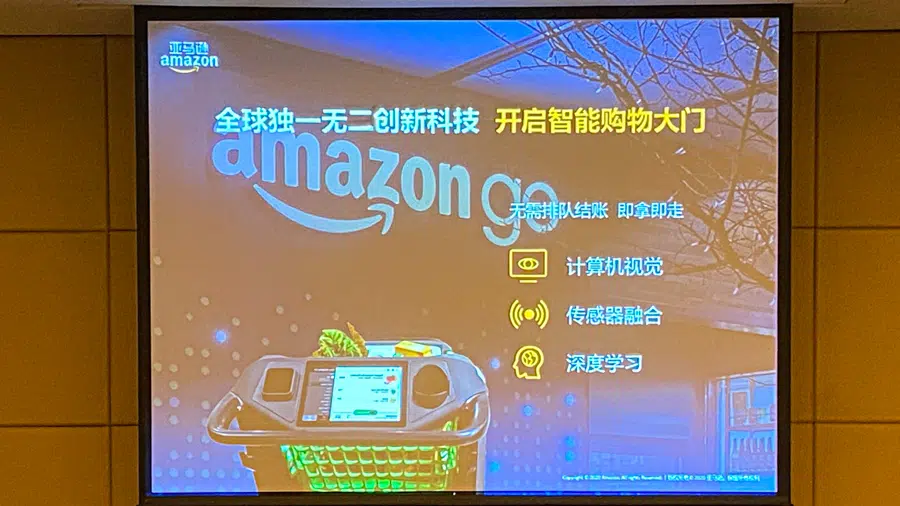 亚马逊
amazon
全球独一无二创新科技 开启智能购物大门
amazon go
无需排队结账 即拿即走
计算机视觉
传感器融合
深度学习
Copyright © 2020 Amazon. All Rights Reserved.